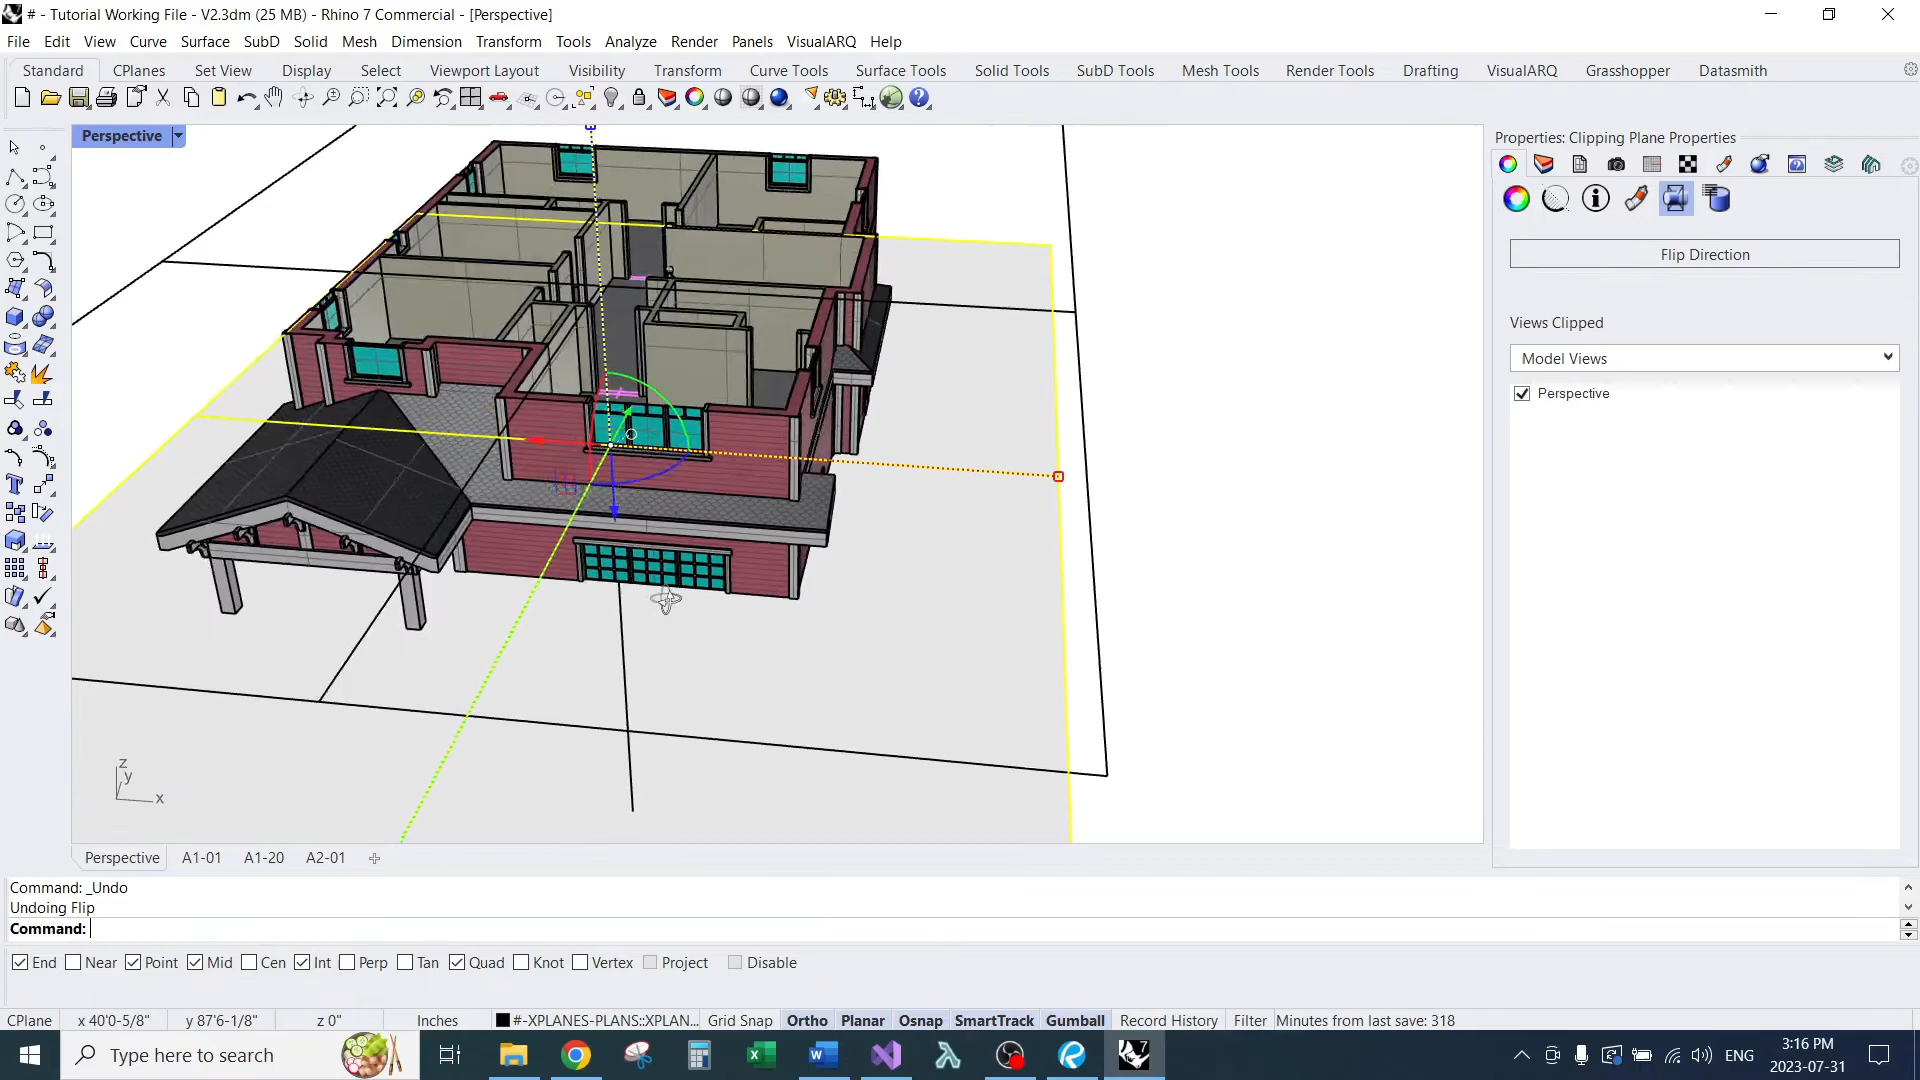 # - Tutorial Working File - V2.3dm (25 MB) - Rhino 7 Commercial - [Perspective]
File Edit View Curve Surface SubD Solid Mesh Dimension Transform Tools Analyze Render Panels VisualARQ Help
Standard CPlanes Set View Display Select Viewport Layout Visibility Transform Curve Tools Surface Tools Solid Tools SubD Tools Mesh Tools Render Tools Drafting VisualARQ Grasshopper Datasmith
Perspective
Properties: Clipping Plane Properties
Flip Direction
Views Clipped
Model Views
Perspective
z
y
x
Perspective A1-01 A1-20 A2-01
Command: _Undo
Undoing Flip
Command:
End Near Point Mid Cen Int Perp Tan Quad Knot Vertex Project Disable
CPlane x 40'0-5/8" y 87'6-1/8" z 0" Inches #-XPLANES-PLANS::XPLAN... Grid Snap Ortho Planar Osnap SmartTrack Gumball Record History Filter Minutes from last save: 318
Type here to search
ENG
3:16 PM
2023-07-31